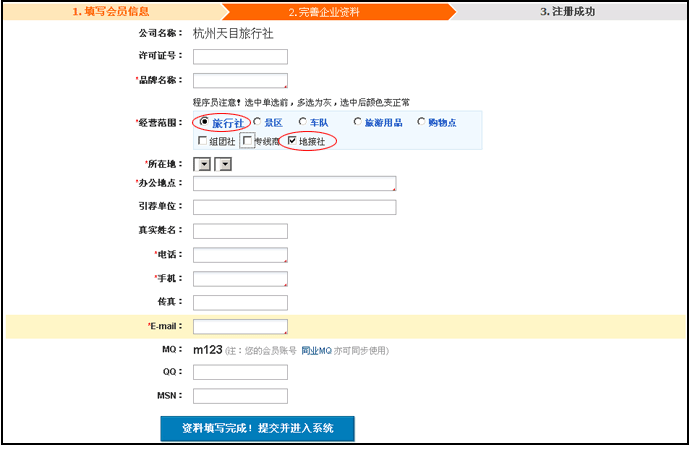 1. 填写会员信息 2. 完善企业资料 3. 注册成功
公司名称： 杭州天目旅行社
许可证号：
*品牌名称：
程序员注意！选中单选前，多选为灰，选中后颜色变正常
*经营范围： 旅行社 景区 车队 旅游用品 购物点
组团社 专线商 地接社
*所在地：
*办公地点：
引荐单位：
真实姓名：
*电话：
*手机：
传真：
*E-mail：
MQ： m123 (注：您的会员账号 同业MQ 亦可同步使用)
QQ：
MSN：
资料填写完成！提交并进入系统